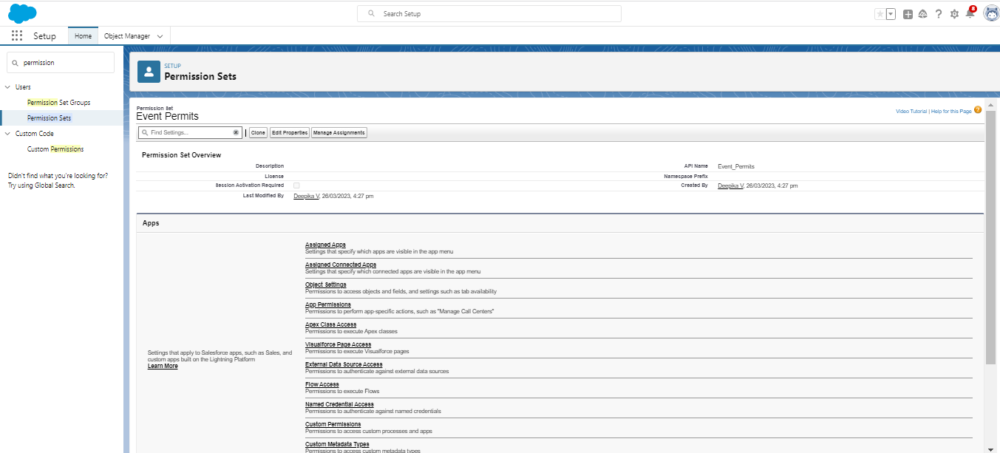 Search Setup
8
Setup
Home
Object Manager
permission
Users
Permission Set Groups
Permission Sets
Custom Code
Custom Permissions
Didn't find what you're looking for?
Try using Global Search.
SETUP
Permission Sets
Permission Set
Event Permits
Video Tutorial | Help for this Page
Find Settings...
Clone
Edit Properties
Manage Assignments
Permission Set Overview
Description
API Name Event_Permits
License
Namespace Prefix
Session Activation Required
Created By Deepika V, 26/03/2023, 4:27 pm
Last Modified By Deepika V, 26/03/2023, 4:27 pm
Apps
Settings that apply to Salesforce apps, such as Sales, and
custom apps built on the Lightning Platform
Learn More
Assigned Apps
Settings that specify which apps are visible in the app menu
Assigned Connected Apps
Settings that specify which connected apps are visible in the app menu
Object Settings
Permissions to access objects and fields, and settings such as tab availability
App Permissions
Permissions to perform app-specific actions, such as "Manage Call Centers"
Apex Class Access
Permissions to execute Apex classes
Visualforce Page Access
Permissions to execute Visualforce pages
External Data Source Access
Permissions to authenticate against external data sources
Flow Access
Permissions to execute Flows
Named Credential Access
Permissions to authenticate against named credentials
Custom Permissions
Permissions to access custom processes and apps
Custom Metadata Types
Permissions to access custom metadata types